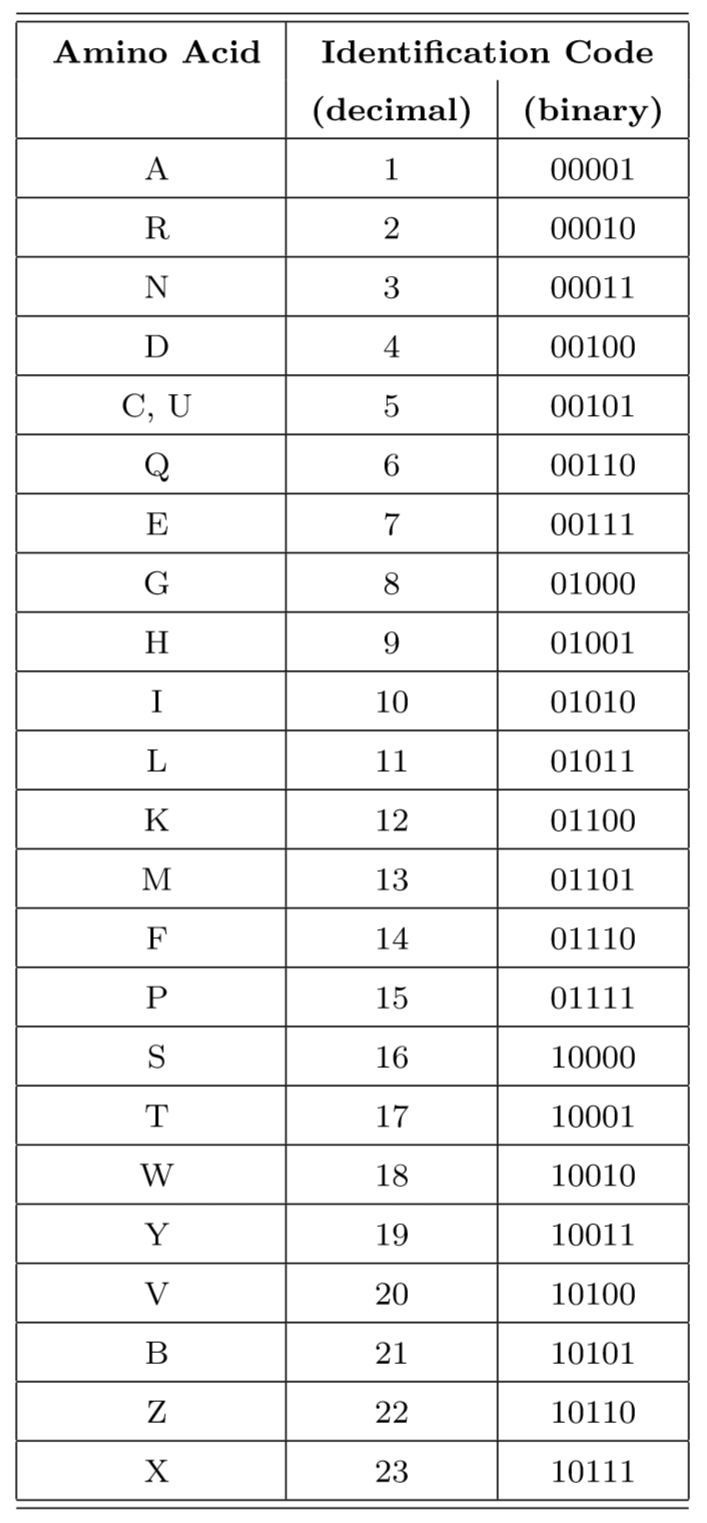 Amino Acid Identification Code
(decimal) (binary)
A 1 00001
R 2 00010
N 3 00011
D 4 00100
C, U 5 00101
Q 6 00110
E 7 00111
G 8 01000
H 9 01001
I 10 01010
L 11 01011
K 12 01100
M 13 01101
F 14 01110
P 15 01111
S 16 10000
T 17 10001
W 18 10010
Y 19 10011
V 20 10100
B 21 10101
Z 22 10110
X 23 10111